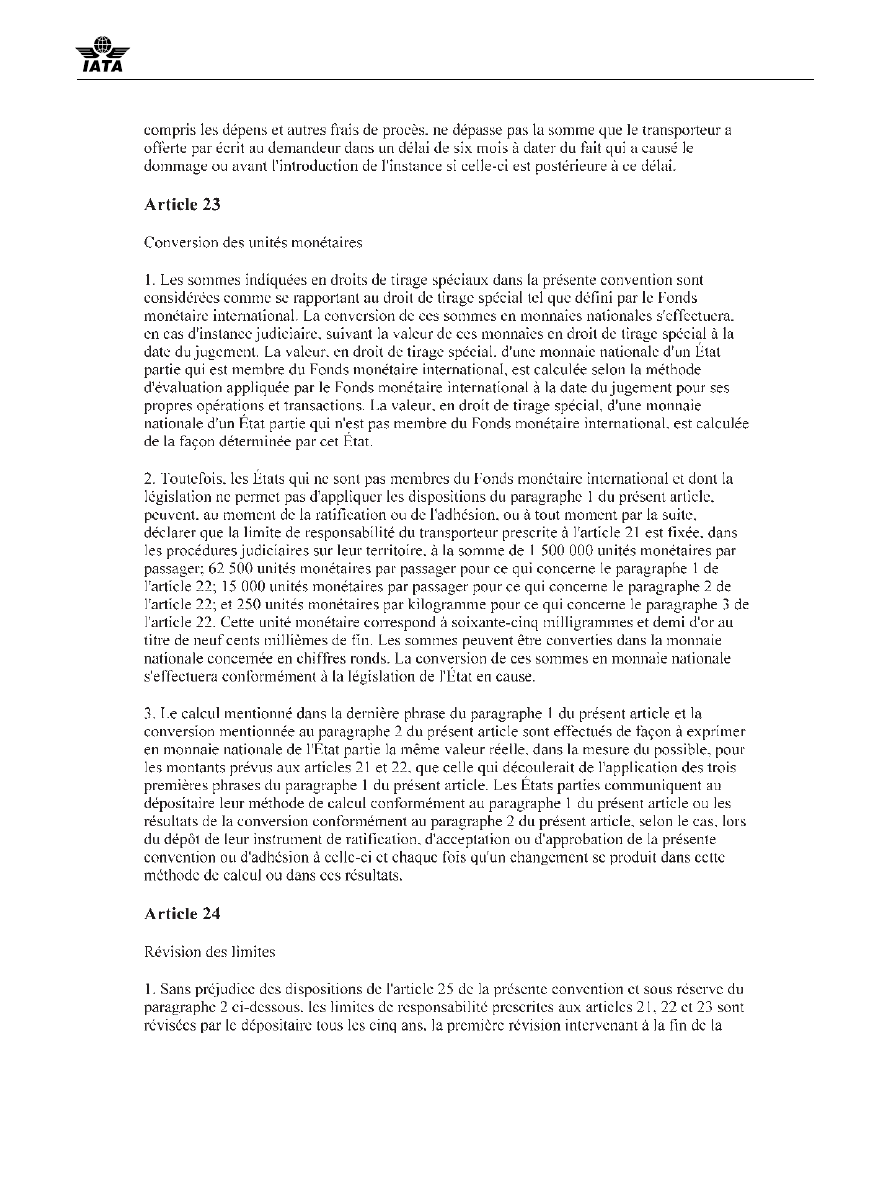 IATA
compris les dépens et autres frais de procès, ne dépasse pas la somme que le transporteur a
offerte par écrit au demandeur dans un délai de six mois à dater du fait qui a causé le
dommage ou avant l'introduction de l'instance si celle-ci est postérieure à ce délai.
Article 23
Conversion des unités monétaires
1. Les sommes indiquées en droits de tirage spéciaux dans la présente convention sont
considérées comme se rapportant au droit de tirage spécial tel que défini par le Fonds
monétaire international. La conversion de ces sommes en monnaies nationales s'effectuera,
en cas d'instance judiciaire, suivant la valeur de ces monnaies en droit de tirage spécial à la
date du jugement. La valeur, en droit de tirage spécial, d'une monnaie nationale d'un État
partie qui est membre du Fonds monétaire international, est calculée selon la méthode
d'évaluation appliquée par le Fonds monétaire international à la date du jugement pour ses
propres opérations et transactions. La valeur, en droit de tirage spécial, d'une monnaie
nationale d'un État partie qui n'est pas membre du Fonds monétaire international, est calculée
de la façon déterminée par cet État.
2. Toutefois, les États qui ne sont pas membres du Fonds monétaire international et dont la
législation ne permet pas d'appliquer les dispositions du paragraphe 1 du présent article,
peuvent, au moment de la ratification ou de l'adhésion, ou à tout moment par la suite,
déclarer que la limite de responsabilité du transporteur prescrite à l'article 21 est fixée, dans
les procédures judiciaires sur leur territoire, à la somme de 1 500 000 unités monétaires par
passager; 62 500 unités monétaires par passager pour ce qui concerne le paragraphe 1 de
l'article 22; 15 000 unités monétaires par passager pour ce qui concerne le paragraphe 2 de
l'article 22; et 250 unités monétaires par kilogramme pour ce qui concerne le paragraphe 3 de
l'article 22. Cette unité monétaire correspond à soixante-cinq milligrammes et demi d'or au
titre de neuf cents millièmes de fin. Les sommes peuvent être converties dans la monnaie
nationale concernée en chiffres ronds. La conversion de ces sommes en monnaie nationale
s'effectuera conformément à la législation de l'État en cause.
3. Le calcul mentionné dans la dernière phrase du paragraphe 1 du présent article et la
conversion mentionnée au paragraphe 2 du présent article sont effectués de façon à exprimer
en monnaie nationale de l'État partie la même valeur réelle, dans la mesure du possible, pour
les montants prévus aux articles 21 et 22, que celle qui découlerait de l'application des trois
premières phrases du paragraphe 1 du présent article. Les États parties communiquent au
dépositaire leur méthode de calcul conformément au paragraphe 1 du présent article ou les
résultats de la conversion conformément au paragraphe 2 du présent article, selon le cas, lors
du dépôt de leur instrument de ratification, d'acceptation ou d'approbation de la présente
convention ou d'adhésion à celle-ci et chaque fois qu'un changement se produit dans cette
méthode de calcul ou dans ces résultats.
Article 24
Révision des limites
1. Sans préjudice des dispositions de l'article 25 de la présente convention et sous réserve du
paragraphe 2 ci-dessous, les limites de responsabilité prescrites aux articles 21, 22 et 23 sont
révisées par le dépositaire tous les cinq ans, la première révision intervenant à la fin de la